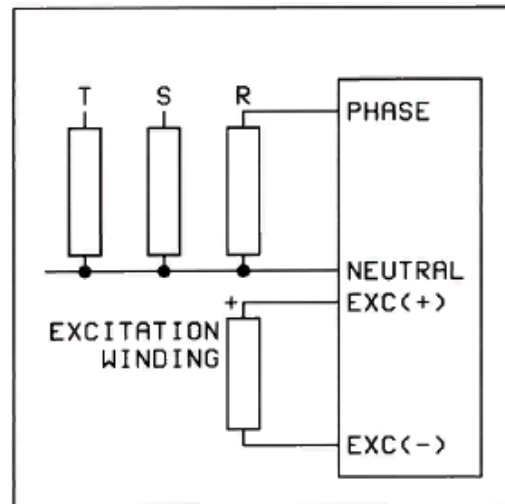 T S R
PHASE
NEUTRAL
+ EXC(+)
EXCITATION
WINDING
EXC(-)